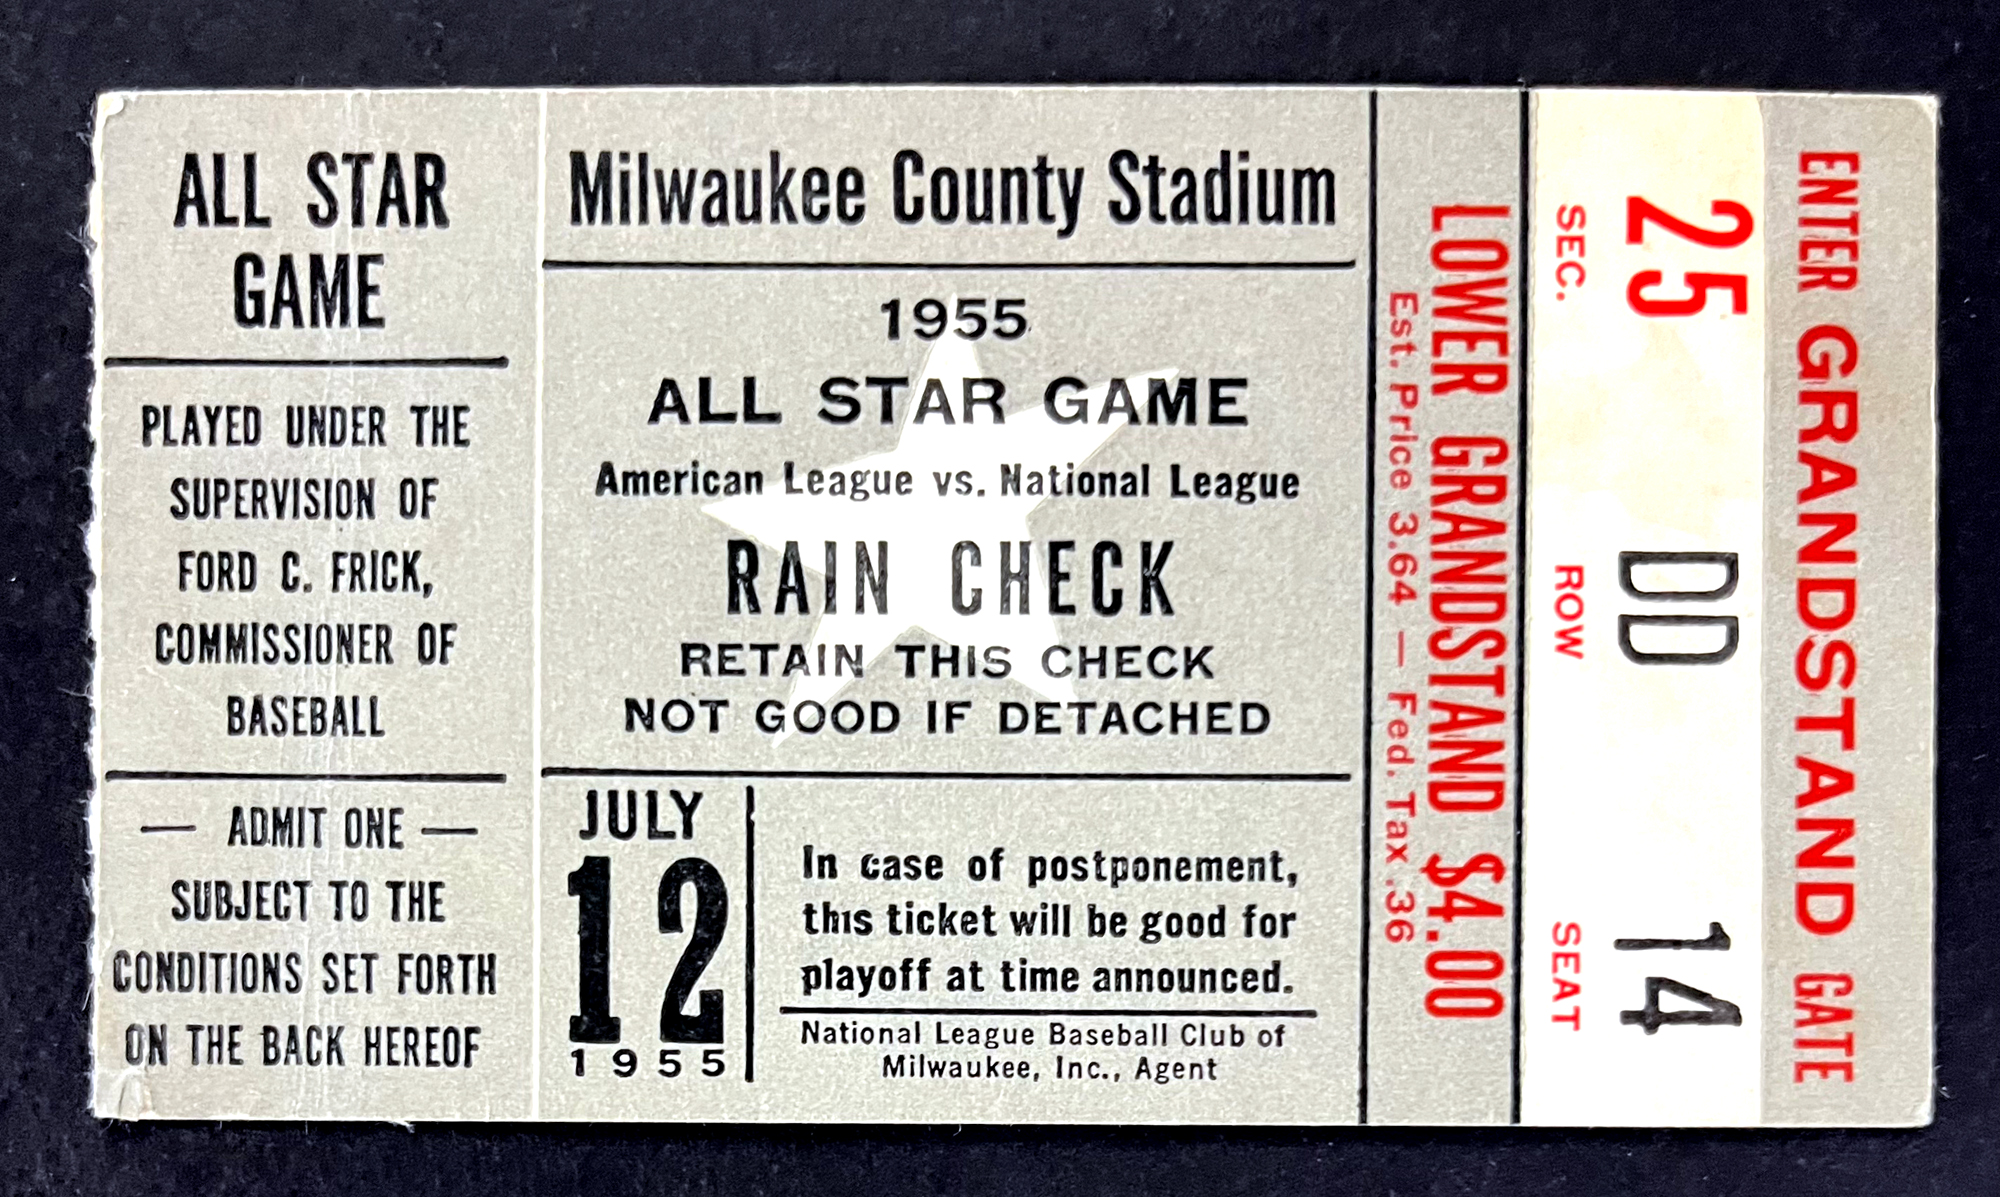 ALL STAR
GAME
PLAYED UNDER THE
SUPERVISION OF
FORD C. FRICK,
COMMISSIONER OF
BASEBALL
— ADMIT ONE —
SUBJECT TO THE
CONDITIONS SET FORTH
ON THE BACK HEREOF
Milwaukee County Stadium
1955
ALL STAR GAME
American League vs. National League
RAIN CHECK
RETAIN THIS CHECK
NOT GOOD IF DETACHED
JULY
12
1955
In case of postponement,
this ticket will be good for
playoff at time announced.
National League Baseball Club of
Milwaukee, Inc., Agent
LOWER GRANDSTAND $4.00
Est. Price 3.64 — Fed. Tax .36
25 DD 14
SEC. ROW SEAT
ENTER GRANDSTAND GATE